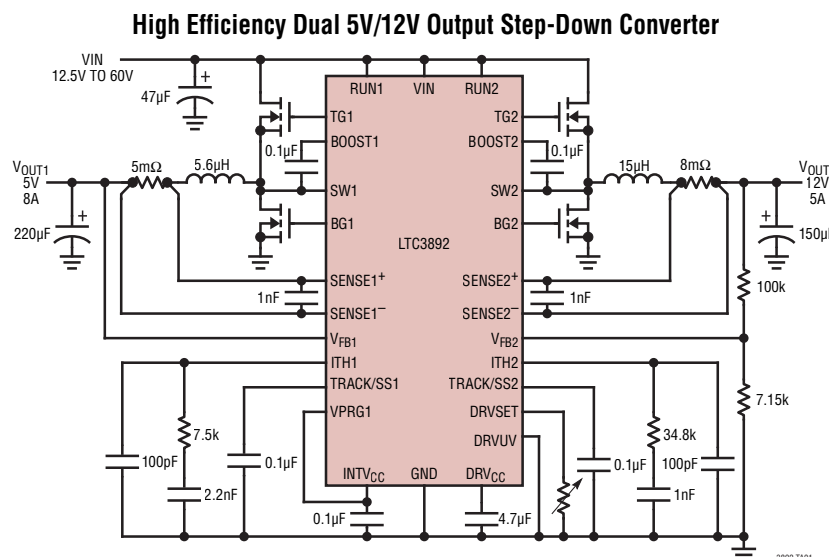 High Efficiency Dual 5V/12V Output Step-Down Converter
VIN
12.5V TO 60V
47µF
+
RUN1
VIN
RUN2
TG1
TG2
BOOST1
BOOST2
0.1µF
0.1µF
VOUT1
5V
8A
5mΩ
5.6µH
SW1
SW2
15µH
8mΩ
VOUT
12V
5A
220µF
+
BG1
BG2
LTC3892
+
150µF
SENSE1+
SENSE2+
1nF
1nF
100k
SENSE1−
SENSE2−
VFB1
VFB2
ITH1
ITH2
TRACK/SS1
TRACK/SS2
VPRG1
DRVSET
DRVUV
7.15k
7.5k
34.8k
100pF
0.1µF
0.1µF
100pF
2.2nF
1nF
INTVCC
GND
DRVCC
0.1µF
4.7µF